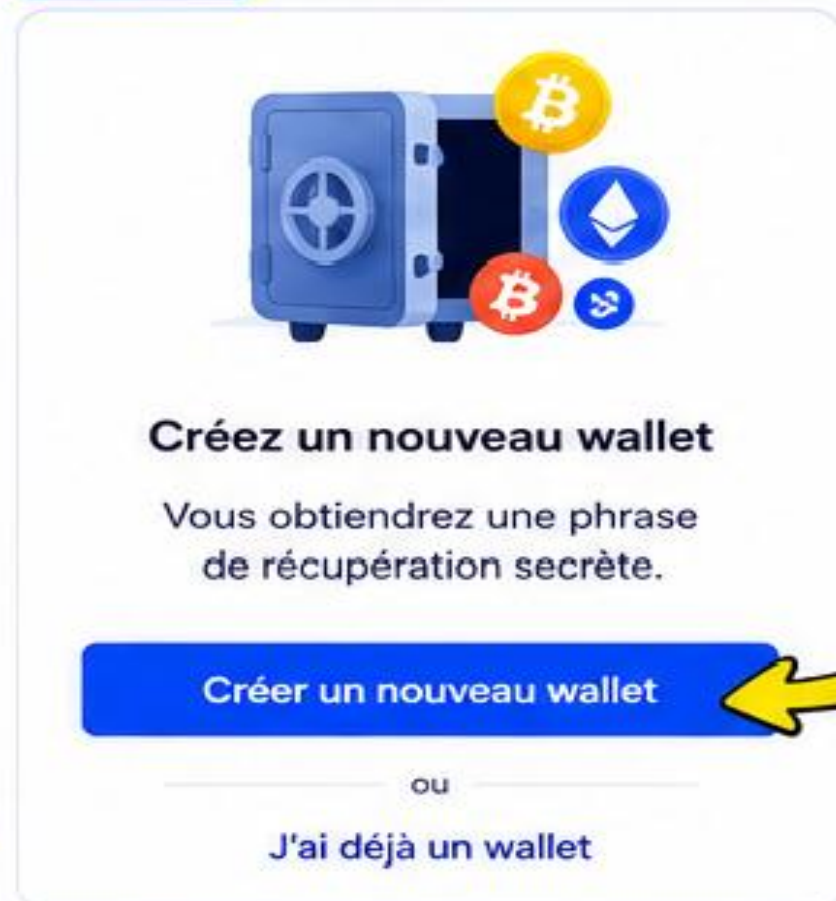 Créez un nouveau wallet
Vous obtiendrez une phrase
de récupération secrète.
Créer un nouveau wallet
ou
J'ai déjà un wallet